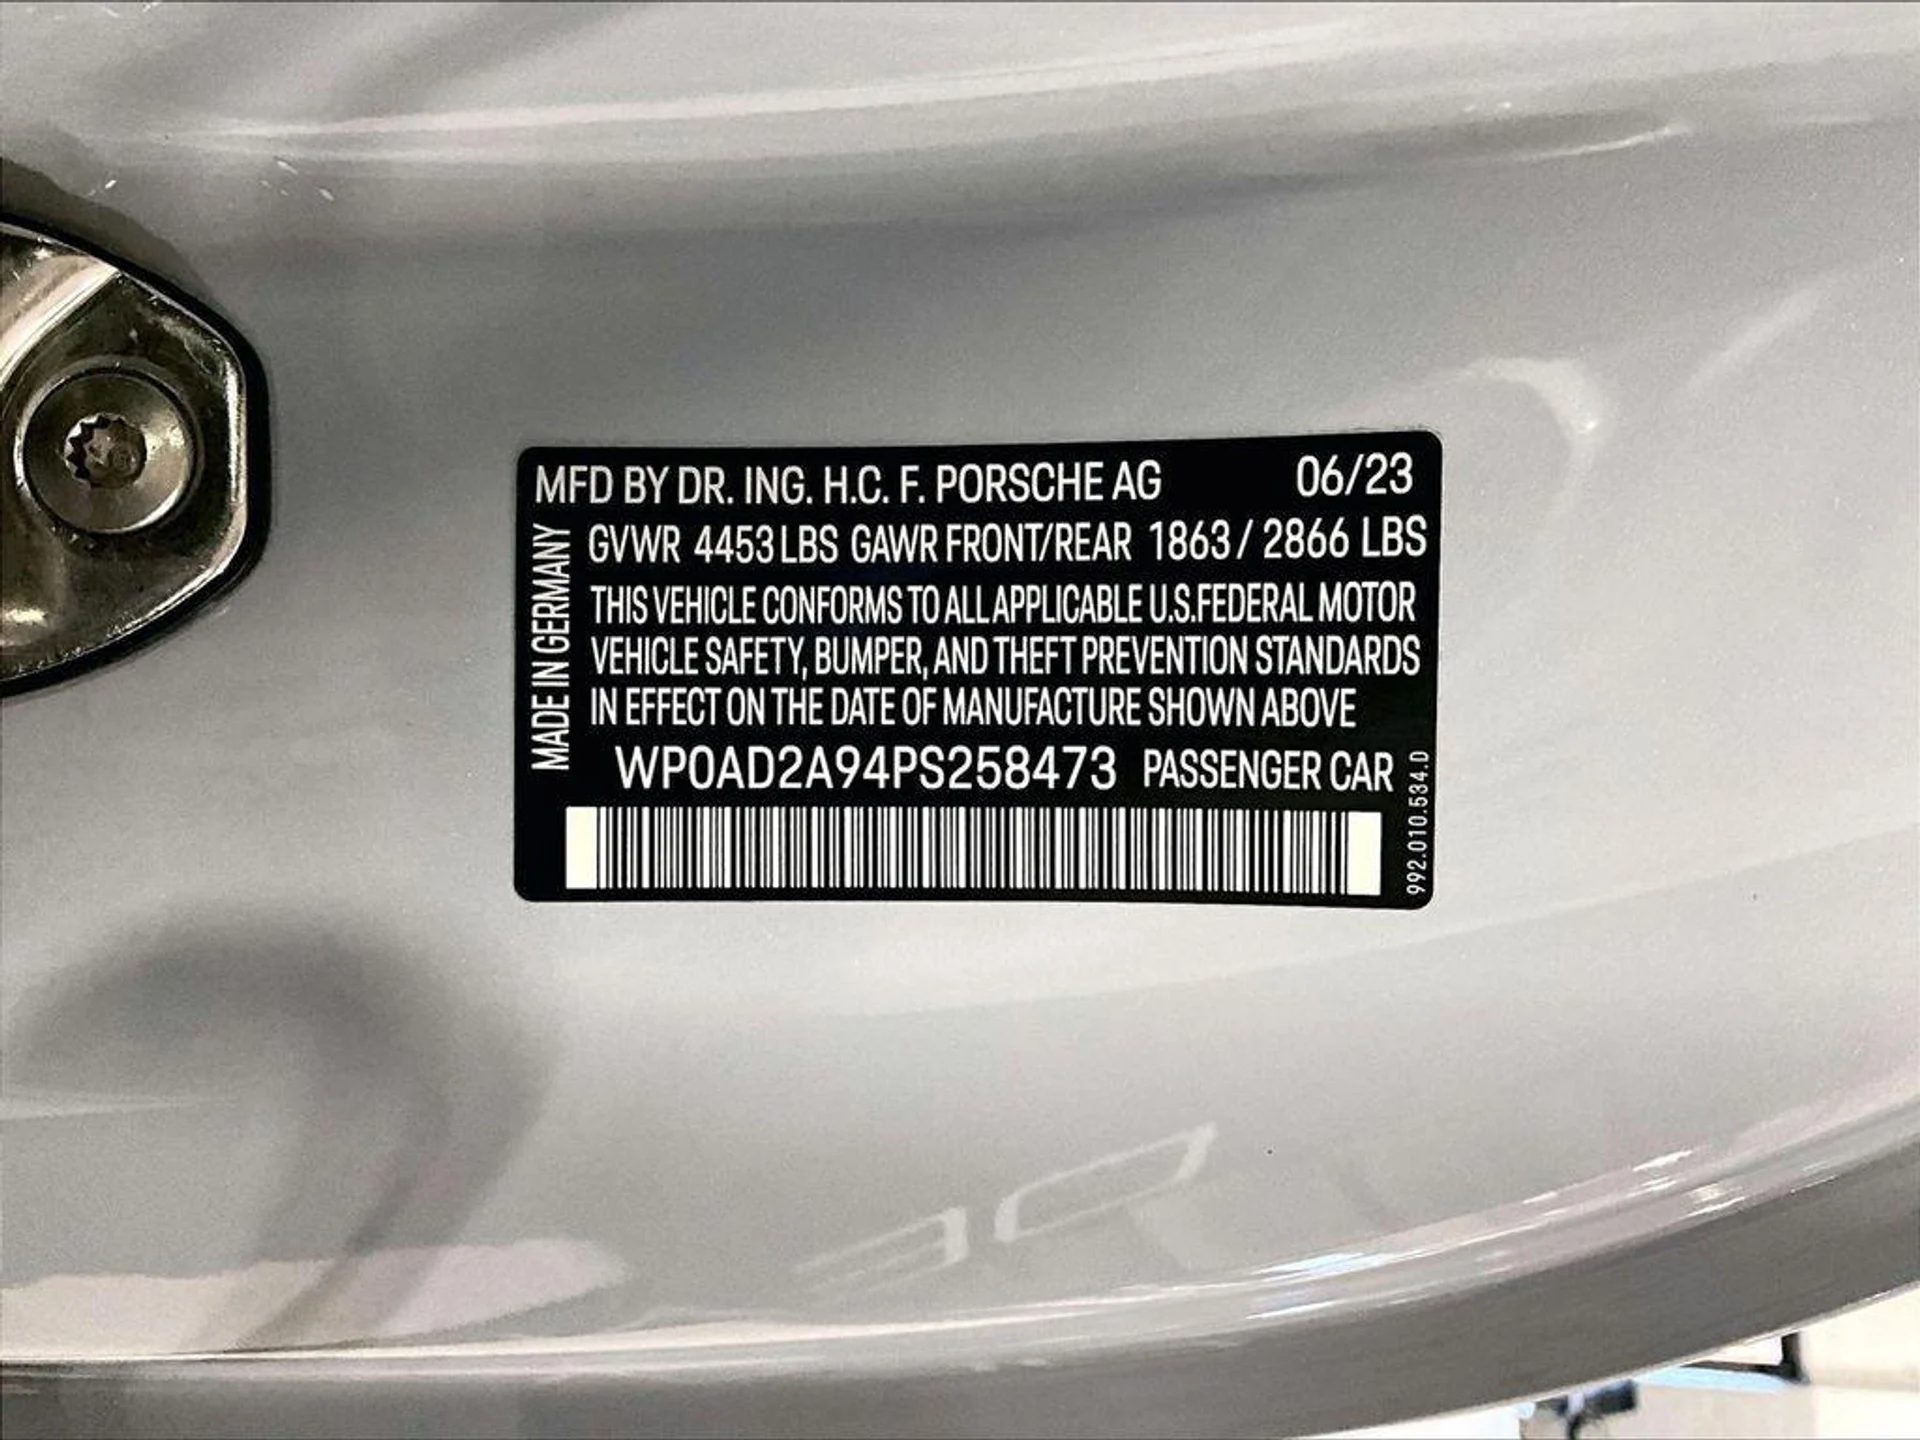 MFD BY DR. ING. H.C. F. PORSCHE AG 06/23
GVWR 4453 LBS GAWR FRONT/REAR 1863 / 2866 LBS
THIS VEHICLE CONFORMS TO ALL APPLICABLE U.S.FEDERAL MOTOR
VEHICLE SAFETY, BUMPER, AND THEFT PREVENTION STANDARDS
IN EFFECT ON THE DATE OF MANUFACTURE SHOWN ABOVE
WP0AD2A94PS258473 PASSENGER CAR
MADE IN GERMANY
992.010.534.0